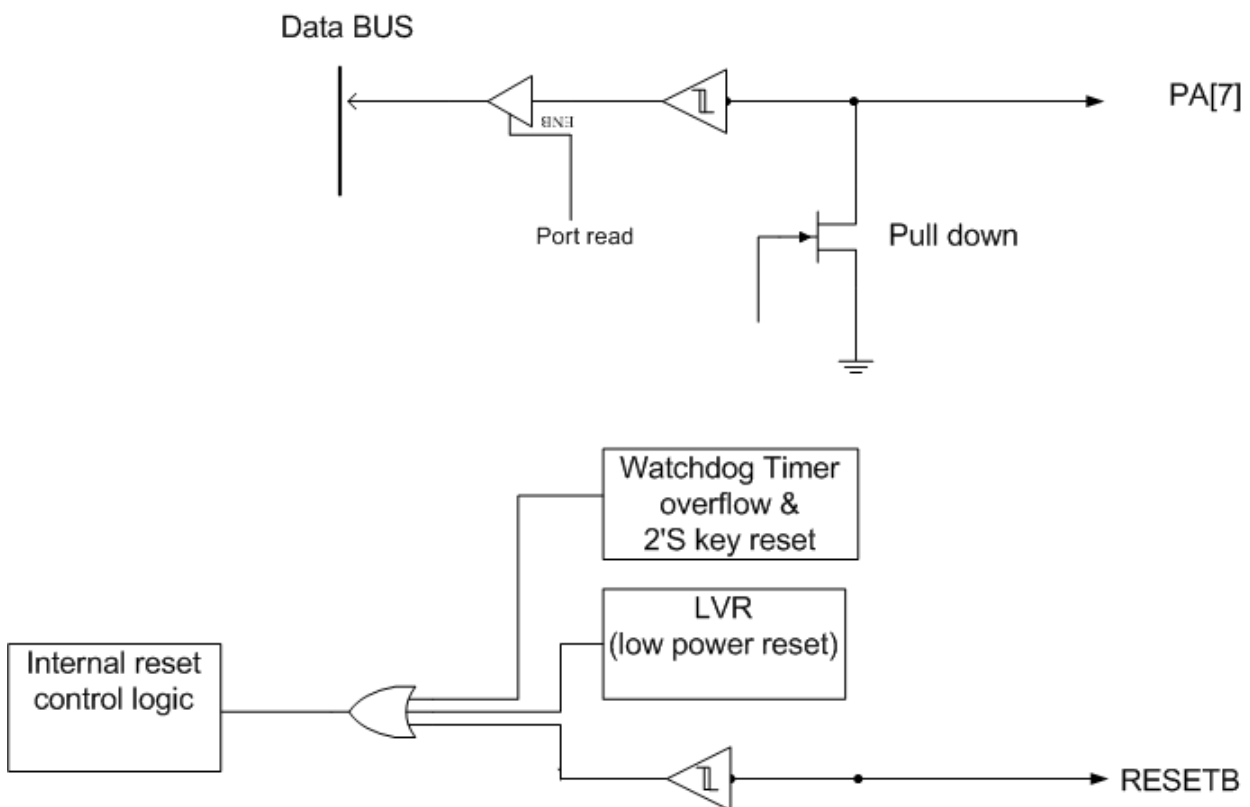 Data BUS
PA[7]
ENB
Port read
Pull down
Watchdog Timer
overflow &
2'S key reset
LVR
(low power reset)
Internal reset
control logic
RESETB